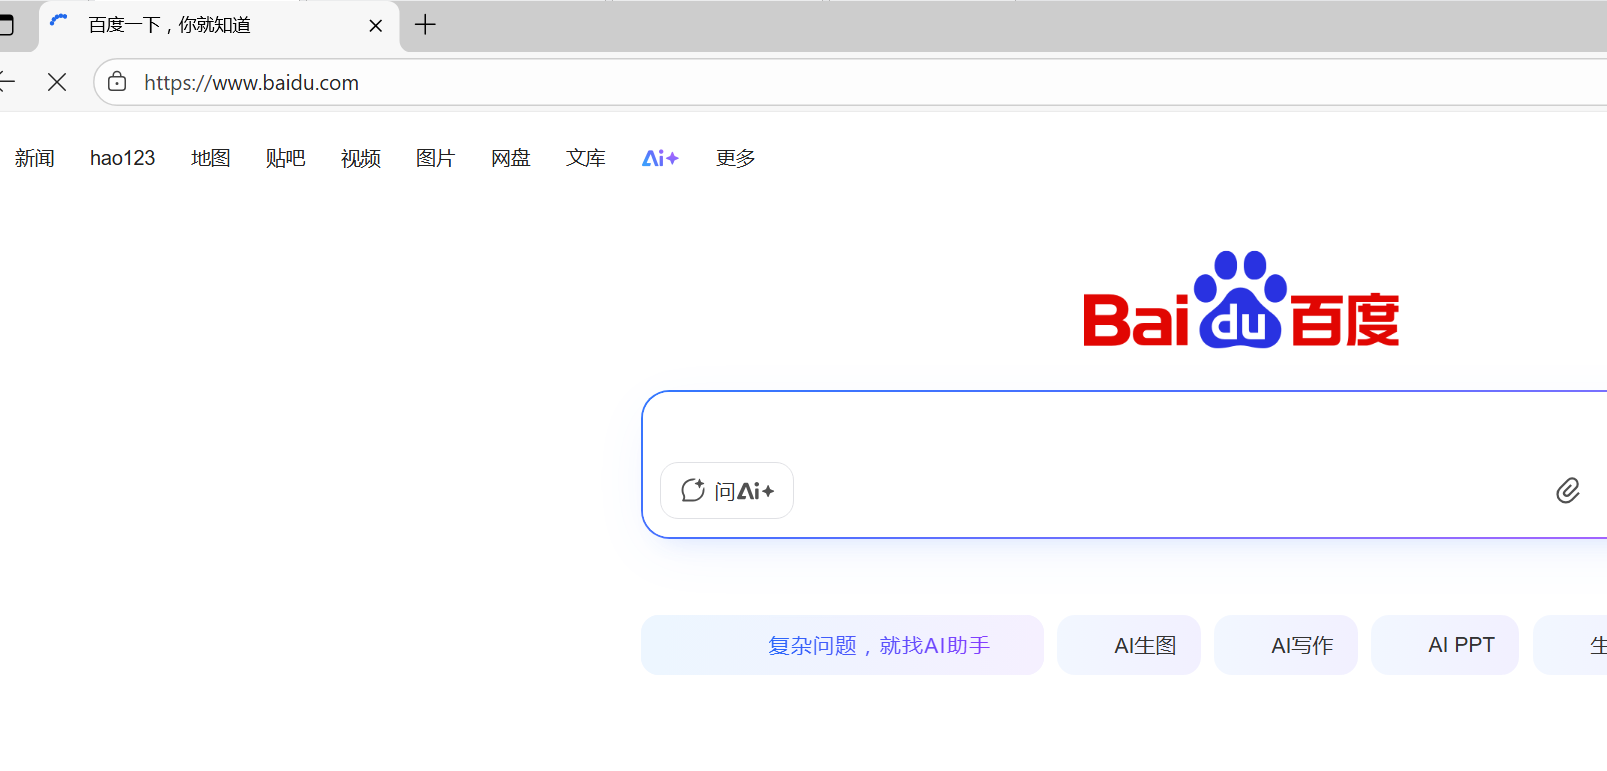 百度一下，你就知道
https://www.baidu.com
新闻 hao123 地图 贴吧 视频 图片 网盘 文库 Ai 更多
Bai du 百度
问Ai
复杂问题，就找AI助手 AI生图 AI写作 AI PPT 生